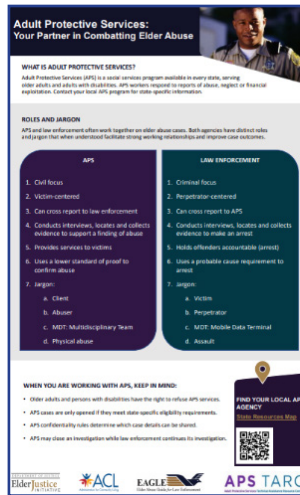 Adult Protective Services:
Your Partner in Combatting Elder Abuse
WHAT IS ADULT PROTECTIVE SERVICES?
Adult Protective Services (APS) is a social services program available in every state, serving
older adults and adults with disabilities. APS workers respond to reports of abuse, neglect or financial
exploitation. Contact your local APS program for state-specific information.
ROLES AND JARGON
APS and law enforcement often work together on elder abuse cases. Both agencies have distinct roles
and jargon that when understood facilitate strong working relationships and improve case outcomes.
APS
1. Civil focus
2. Victim-centered
3. Can cross report to law enforcement
4. Conducts interviews, locates and collects
evidence to support a finding of abuse
5. Provides services to victims
6. Uses a lower standard of proof to
confirm abuse
7. Jargon:
a. Client
b. Abuser
c. MDT: Multidisciplinary Team
d. Physical abuse
LAW ENFORCEMENT
1. Criminal focus
2. Perpetrator-centered
3. Can cross report to APS
4. Conducts interviews, locates and collects
evidence to make an arrest
5. Holds offenders accountable (arrest)
6. Uses a probable cause requirement to
arrest
7. Jargon:
a. Victim
b. Perpetrator
c. MDT: Mobile Data Terminal
d. Assault
WHEN YOU ARE WORKING WITH APS, KEEP IN MIND:
• Older adults and persons with disabilities have the right to refuse APS services.
• APS cases are only opened if they meet state-specific eligibility requirements.
• APS confidentiality rules determine which case details can be shared.
• APS may close an investigation while law enforcement continues its investigation.
FIND YOUR LOCAL AP
AGENCY
State Resources Map
ElderJustice
INITIATIVE
ACL
EAGLE
APS TARC